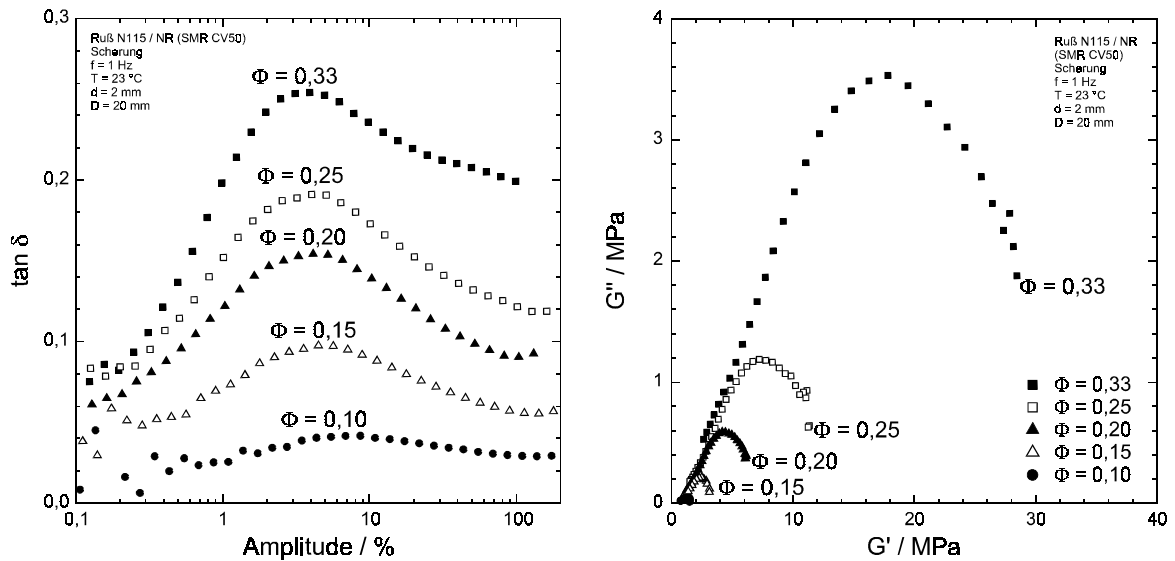 0,3
0,2
0,1
0,0
tan δ
Ruß N115 / NR (SMR CV50)
Scherung
f = 1 Hz
T = 23 °C
d = 2 mm
D = 20 mm
Φ = 0,33
Φ = 0,25
Φ = 0,20
Φ = 0,15
Φ = 0,10
0,1 1 10 100
Amplitude / %
4
3
2
1
0
G'' / MPa
Ruß N115 / NR
(SMR CV50)
Scherung
f = 1 Hz
T = 23 °C
d = 2 mm
D = 20 mm
Φ = 0,33
Φ = 0,25
Φ = 0,20
Φ = 0,15
Φ = 0,33
Φ = 0,25
Φ = 0,20
Φ = 0,15
Φ = 0,10
0 10 20 30 40
G' / MPa